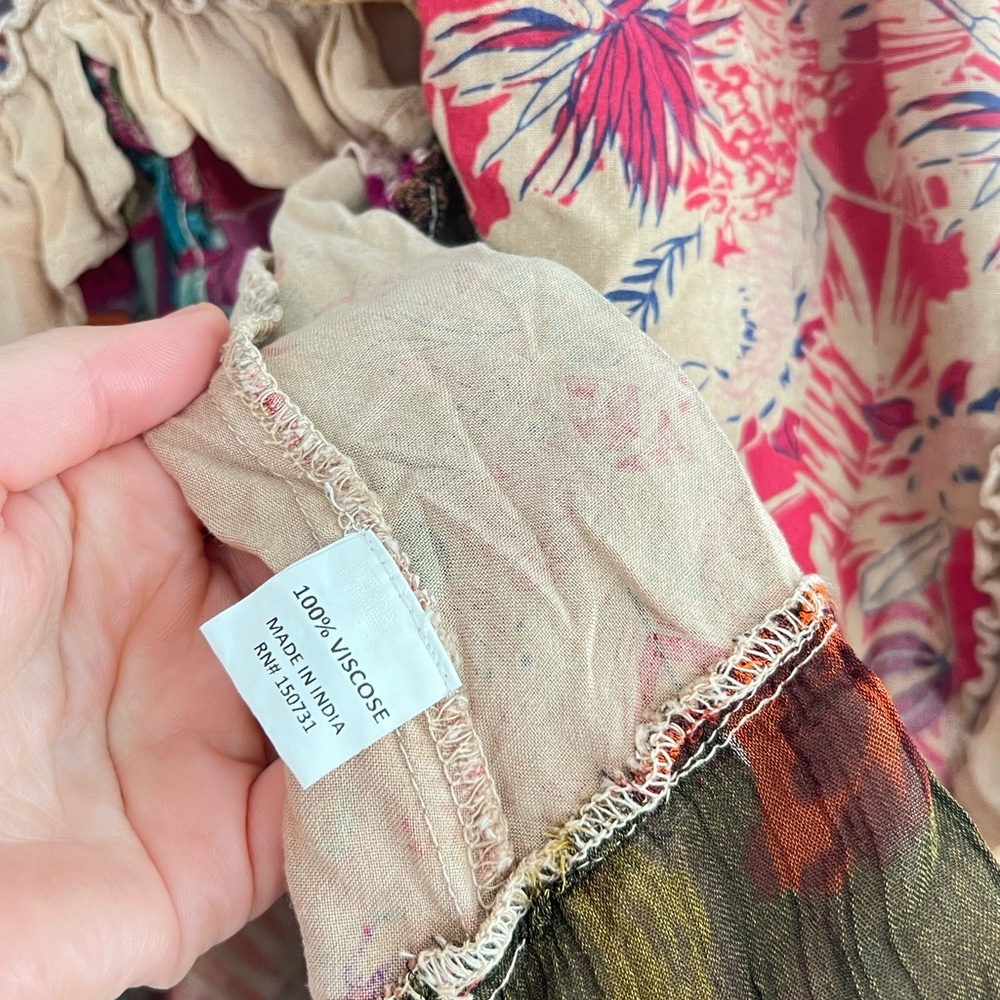 100% VISCOSE
MADE IN INDIA
RN# 150731